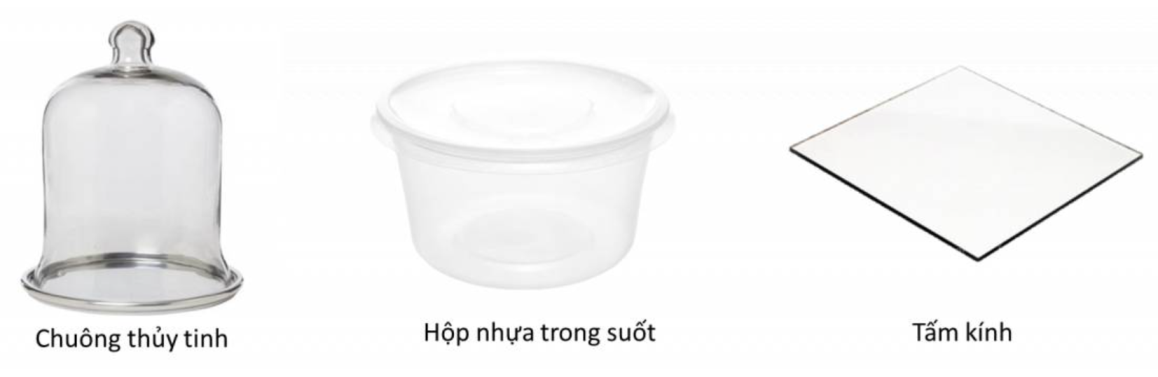 Chuông thủy tinh
Hộp nhựa trong suốt
Tấm kính